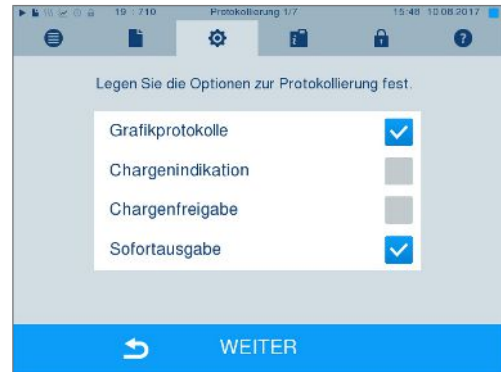 19 : 710 Protokollierung 1/7 15:48 10.08.2017
Legen Sie die Optionen zur Protokollierung fest.
Grafikprotokolle
Chargenindikation
Chargenfreigabe
Sofortausgabe
WEITER